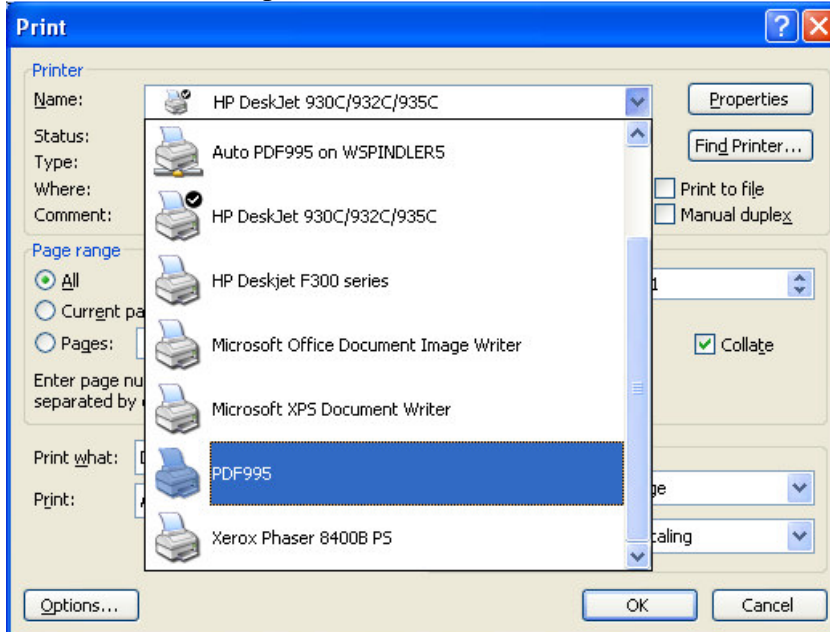 Print
Printer
Name: HP DeskJet 930C/932C/935C Properties
Status: Auto PDF995 on WSPINDLER5 Find Printer...
Type:
Where: Print to file
Comment: HP DeskJet 930C/932C/935C Manual duplex
Page range
All HP Deskjet F300 series 1
Current pa
Pages: Microsoft Office Document Image Writer Collate
Enter page nu
separated by Microsoft XPS Document Writer
Print what: PDF995
Print: ge
Xerox Phaser 8400B PS caling
Options... OK Cancel